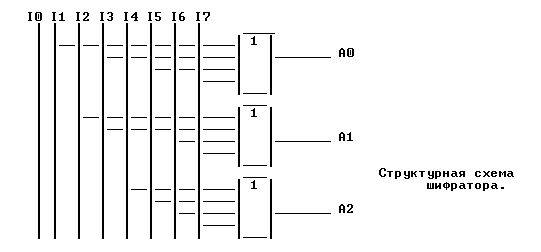 I0 I1 I2 I3 I4 I5 I6 I7
1
A0
1
A1
Структурная схема
шифратора.
1
A2